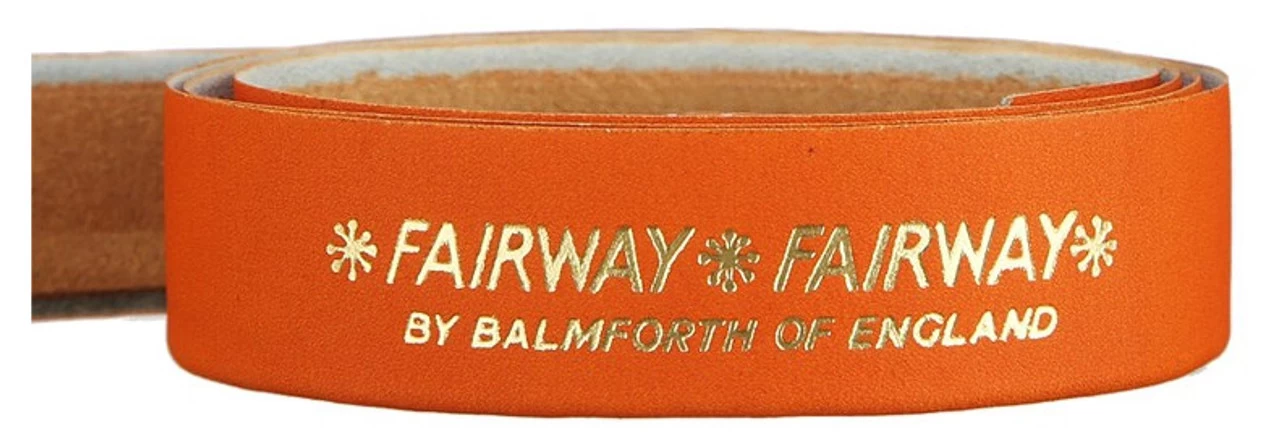 *FAIRWAY * FAIRWAY*
BY BALMFORTH OF ENGLAND